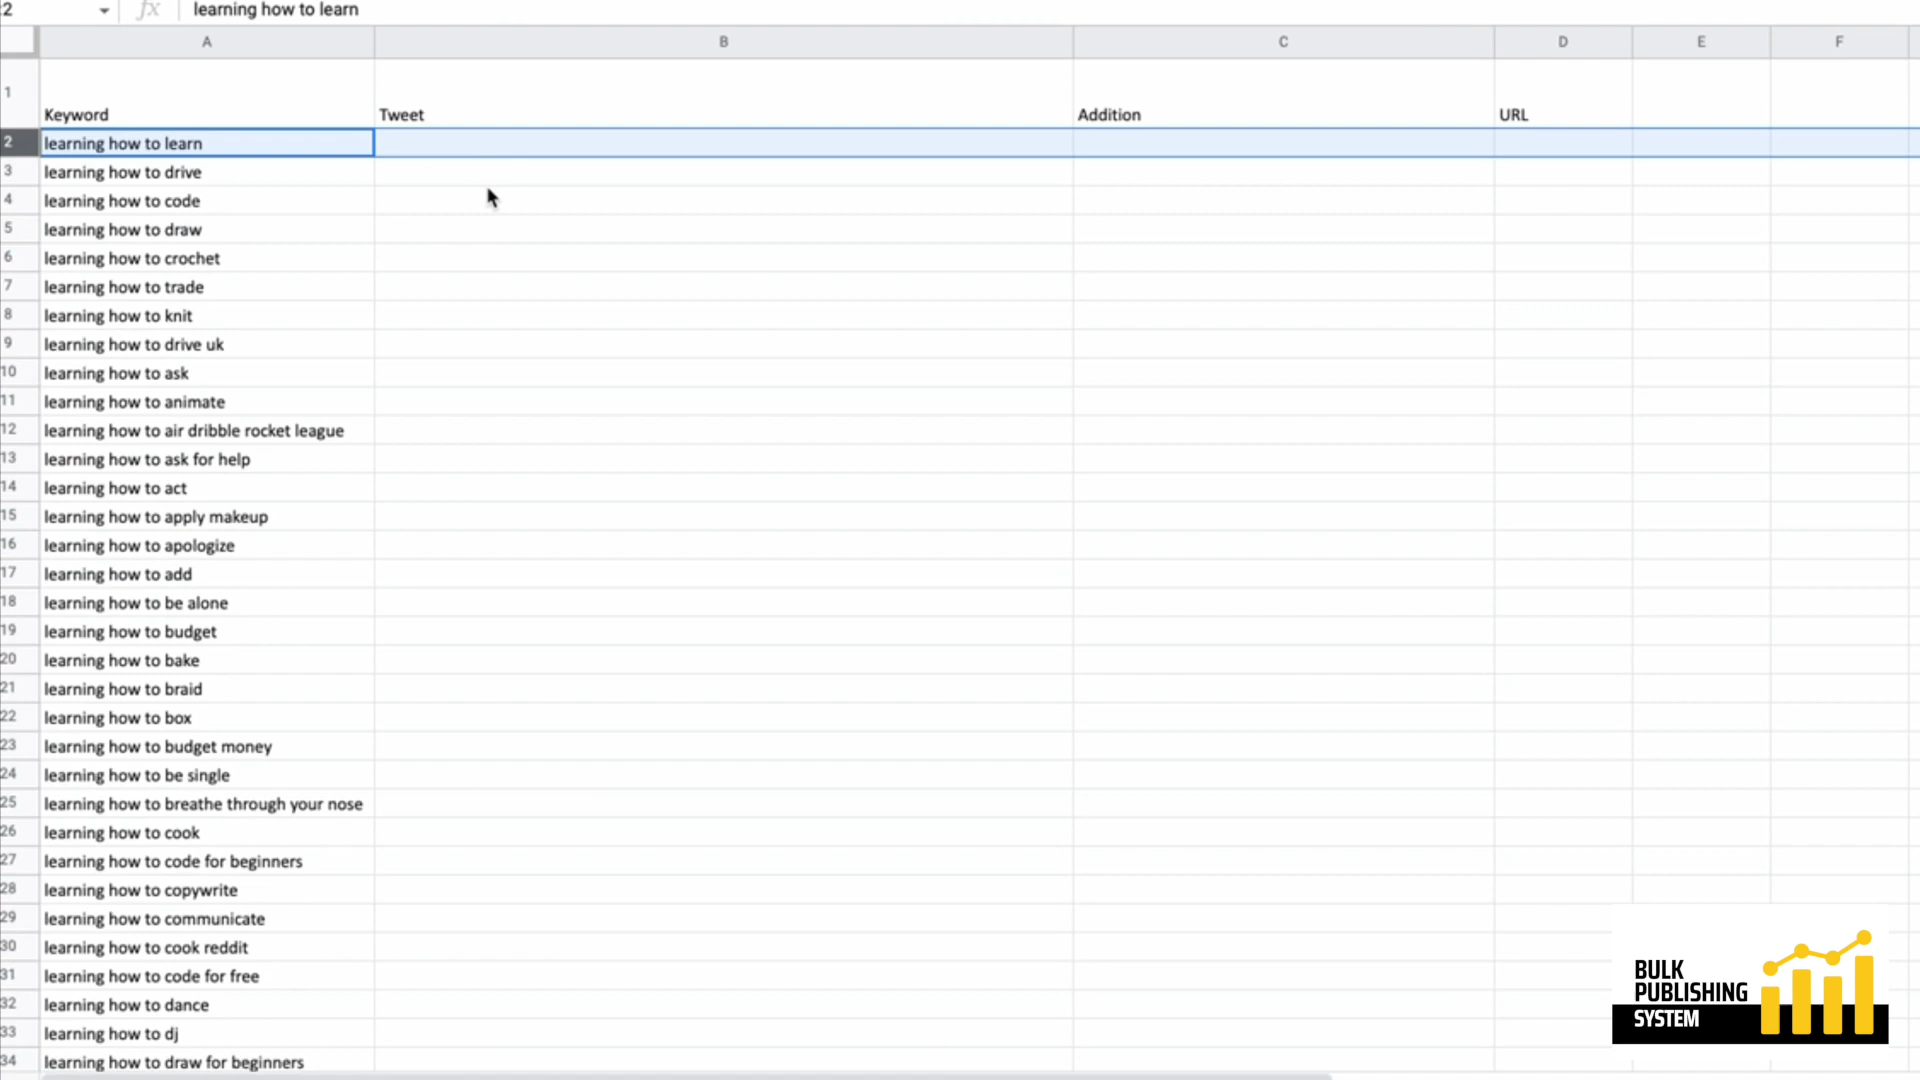 2 fx learning how to learn
A B C D E F
1 Keyword Tweet Addition URL
2 learning how to learn
3 learning how to drive
4 learning how to code
5 learning how to draw
6 learning how to crochet
7 learning how to trade
8 learning how to knit
9 learning how to drive uk
10 learning how to ask
11 learning how to animate
12 learning how to air dribble rocket league
13 learning how to ask for help
14 learning how to act
15 learning how to apply makeup
16 learning how to apologize
17 learning how to add
18 learning how to be alone
19 learning how to budget
20 learning how to bake
21 learning how to braid
22 learning how to box
23 learning how to budget money
24 learning how to be single
25 learning how to breathe through your nose
26 learning how to cook
27 learning how to code for beginners
28 learning how to copywrite
29 learning how to communicate
30 learning how to cook reddit
31 learning how to code for free
32 learning how to dance
33 learning how to dj
34 learning how to draw for beginners
BULK
PUBLISHING
SYSTEM